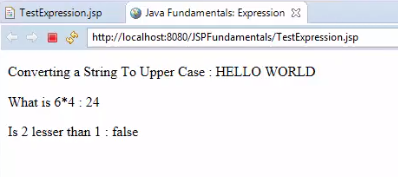 TestExpression.jsp
Java Fundamentals: Expression
http://localhost:8080/JSPFundamentals/TestExpression.jsp
Converting a String To Upper Case : HELLO WORLD
What is 6*4 : 24
Is 2 lesser than 1 : false